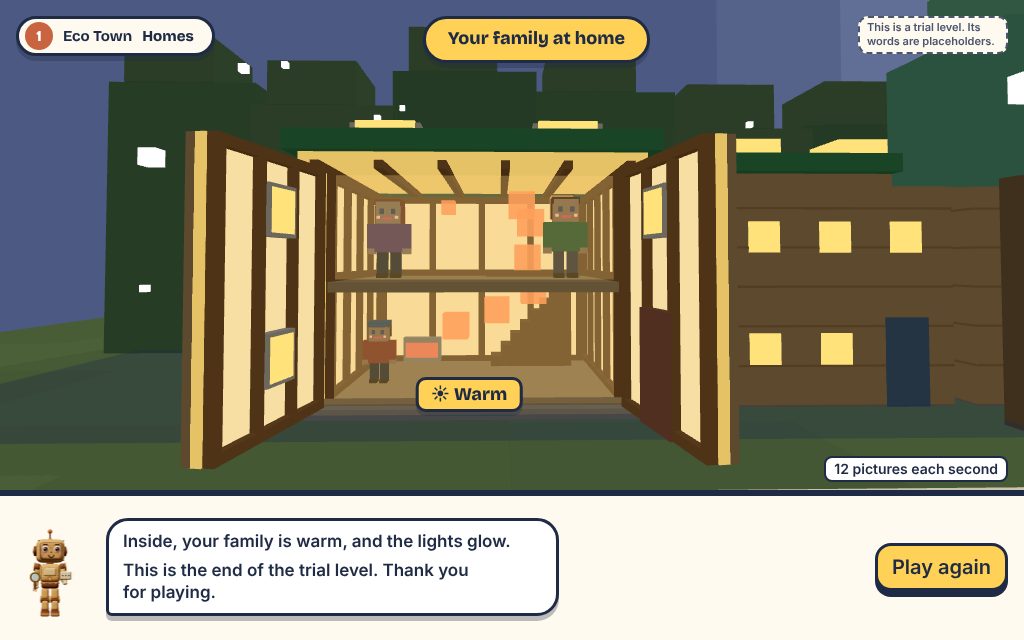 1 Eco Town Homes
Your family at home
This is a trial level. Its
words are placeholders.
☀ Warm
12 pictures each second
Inside, your family is warm, and the lights glow.
This is the end of the trial level. Thank you
for playing.
Play again